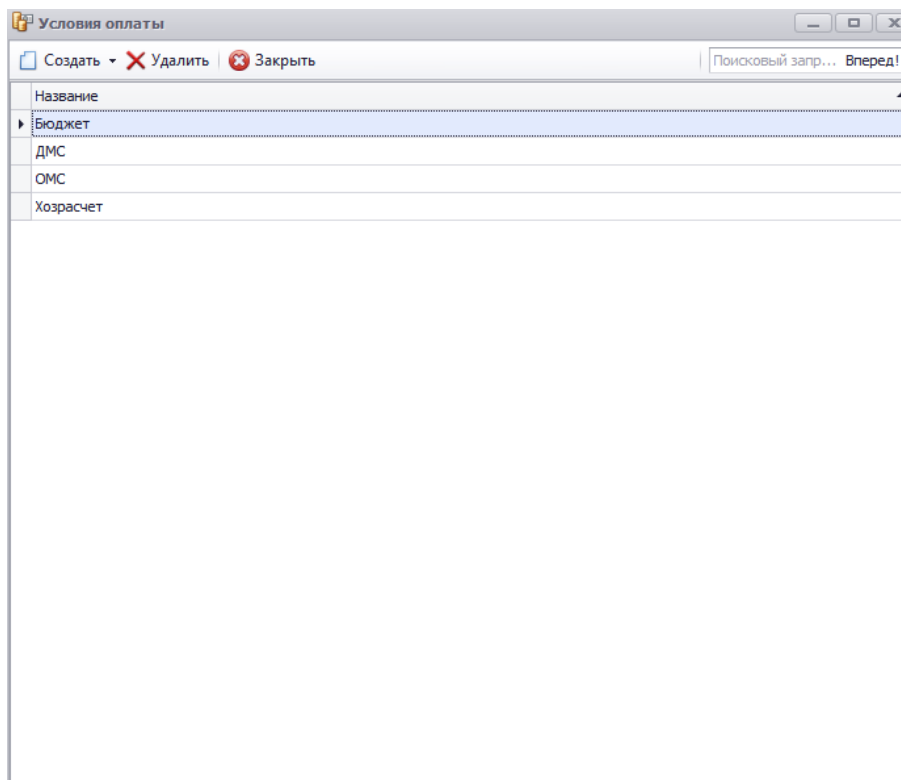 Условия оплаты
Создать Удалить Закрыть Поисковый запр... Вперед!
Название
Бюджет
ДМС
ОМС
Хозрасчет